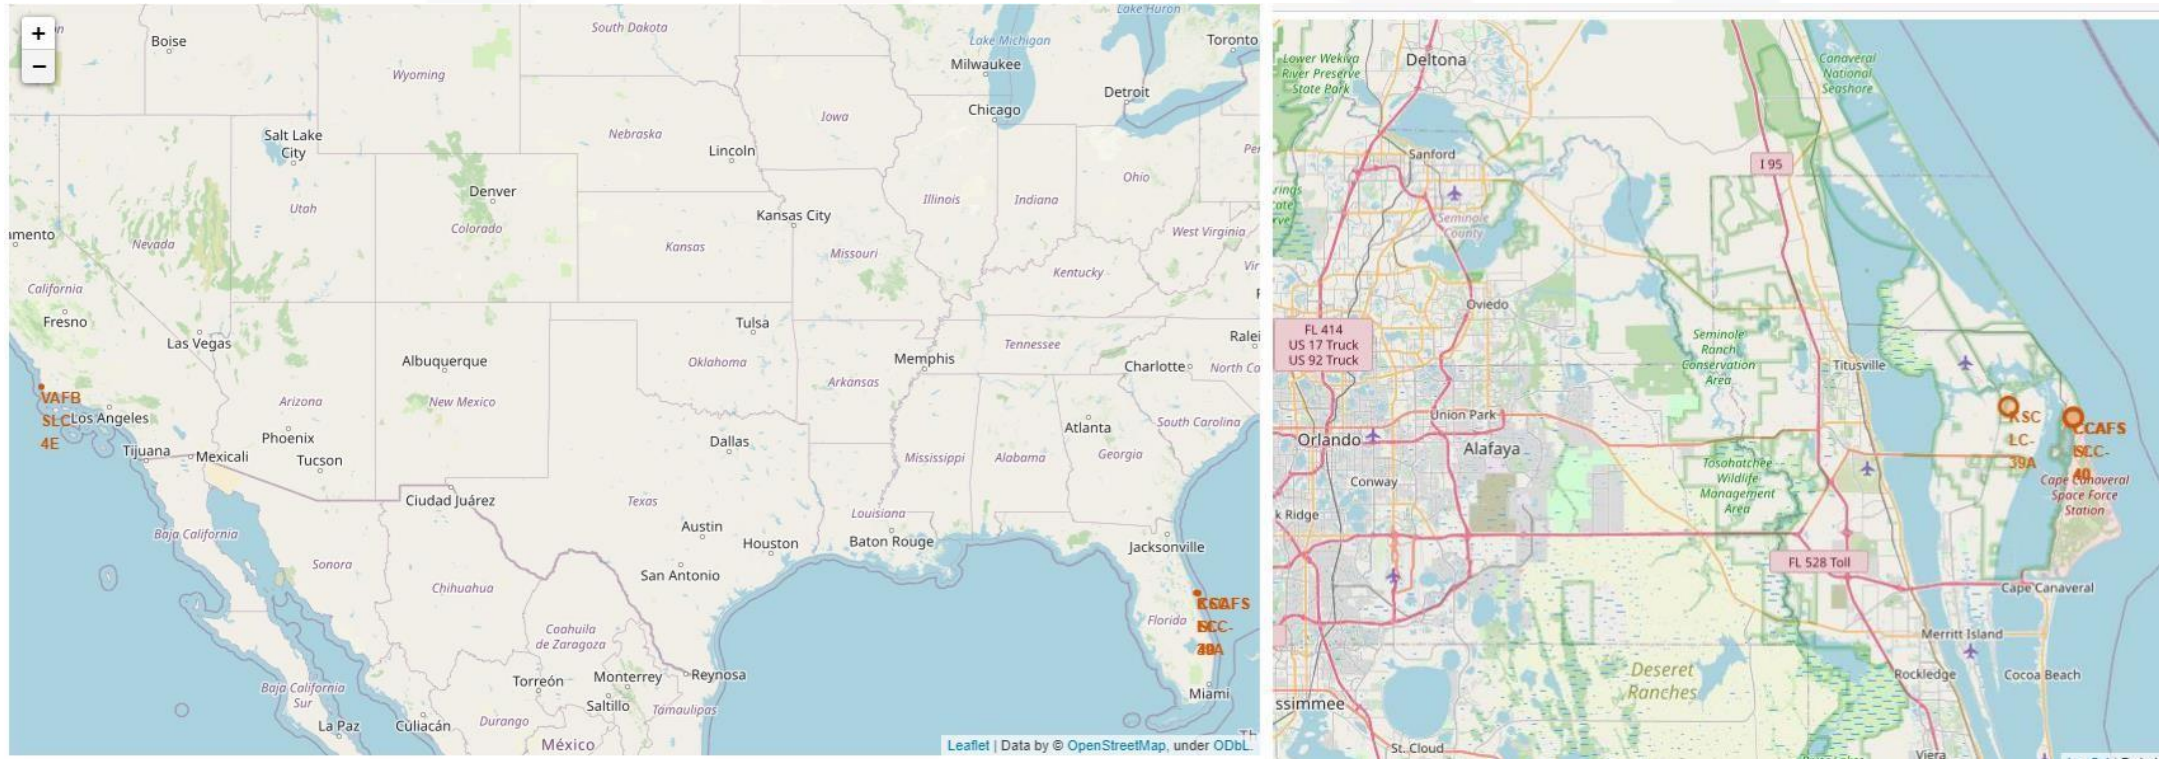 +
−
Boise
South Dakota
Lake Huron
Toronto
Lake Michigan
Milwaukee
Wyoming
Detroit
Chicago
Iowa
Nebraska
Salt Lake
City
Lincoln
Denver
Ohio
Illinois
Indiana
Utah
Kansas City
Colorado
West Virginia
Nevada
Kansas
Missouri
Kentucky
California
Fresno
Tulsa
Las Vegas
Tennessee
Albuquerque
Memphis
Oklahoma
Charlotte
Arkansas
VAFB
SLC-
4E
Los Angeles
Arizona
New Mexico
Phoenix
Atlanta
South Carolina
Dallas
Tijuana
Mexicali
Tucson
Mississippi
Alabama
Georgia
Ciudad Juárez
Texas
Louisiana
Austin
Baja California
Houston
Baton Rouge
Jacksonville
Sonora
San Antonio
Chihuahua
Florida
Coahuila
de Zaragoza
Torreón
Monterrey
Reynosa
Baja California
Sur
Saltillo
Miami
La Paz
Culiacán
Durango
Tamaulipas
México
Leaflet | Data by © OpenStreetMap, under ODbL.
Lower Wekiva
River Preserve
State Park
Deltona
Canaveral
National
Seashore
Sanford
I 95
Seminole
County
Oviedo
FL 414
US 17 Truck
US 92 Truck
Seminole
Ranch
Conservation
Area
Titusville
Union Park
KSC
LC-
39A
CCAFS
Orlando
Alafaya
Conway
Tosohatchee
Wildlife
Management
Area
Cape Canaveral
Space Force
Station
k Ridge
FL 528 Toll
Cape Canaveral
Merritt Island
Deseret
Ranches
Rockledge
Cocoa Beach
ssimmee
St. Cloud
Viera